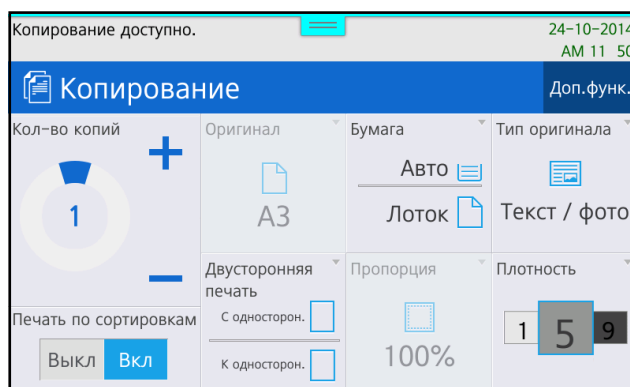 Копирование доступно.
24-10-2014
AM 11 50
Копирование
Доп.функ.
Кол-во копий
1
Оригинал
A3
Бумага
Авто
Лоток
Тип оригинала
Текст / фото
Двусторонняя
печать
С односторон.
К односторон.
Пропорция
100%
Плотность
1 5 9
Печать по сортировкам
Выкл Вкл